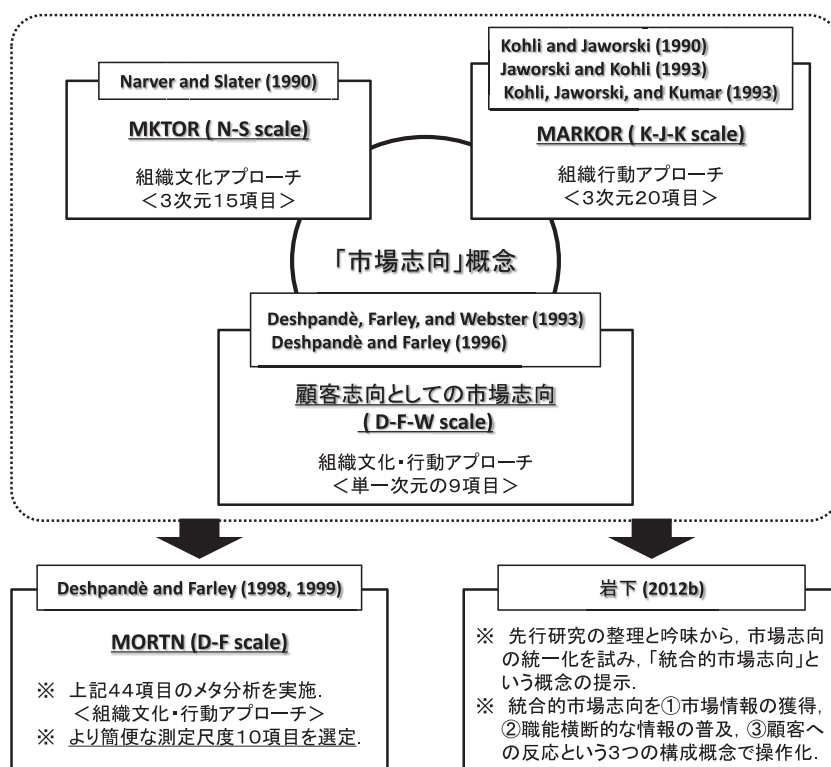 Narver and Slater (1990)
MKTOR ( N-S scale)
組織文化アプローチ
＜3次元15項目＞
Kohli and Jaworski (1990)
Jaworski and Kohli (1993)
Kohli, Jaworski, and Kumar (1993)
MARKOR ( K-J-K scale)
組織行動アプローチ
＜3次元20項目＞
「市場志向」概念
Deshpandè, Farley, and Webster (1993)
Deshpandè and Farley (1996)
顧客志向としての市場志向
( D-F-W scale)
組織文化・行動アプローチ
＜単一次元の9項目＞
Deshpandè and Farley (1998, 1999)
MORTN (D-F scale)
※ 上記44項目のメタ分析を実施.
＜組織文化・行動アプローチ＞
※ より簡便な測定尺度10項目を選定.
岩下 (2012b)
※ 先行研究の整理と吟味から, 市場志向
の統一化を試み, 「統合的市場志向」と
いう概念の提示.
※ 統合的市場志向を①市場情報の獲得,
②職能横断的な情報の普及, ③顧客へ
の反応という3つの構成概念で操作化.